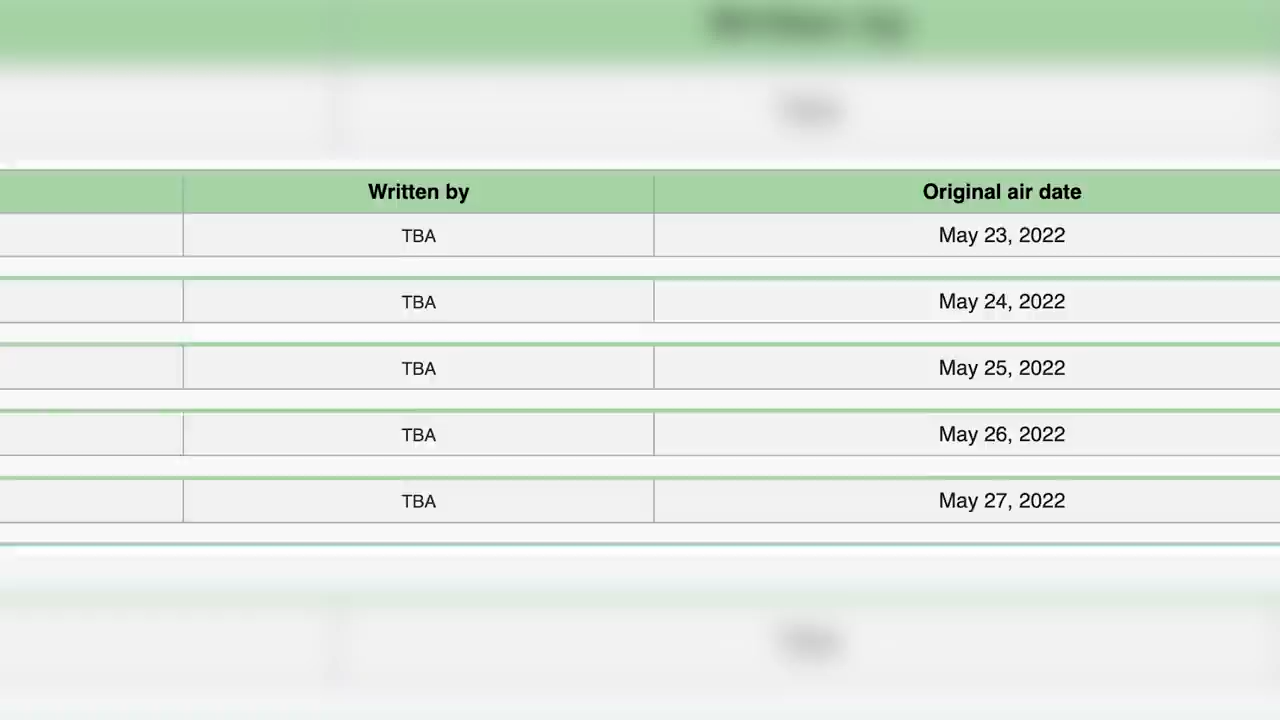 Written by Original air date
TBA May 23, 2022
TBA May 24, 2022
TBA May 25, 2022
TBA May 26, 2022
TBA May 27, 2022